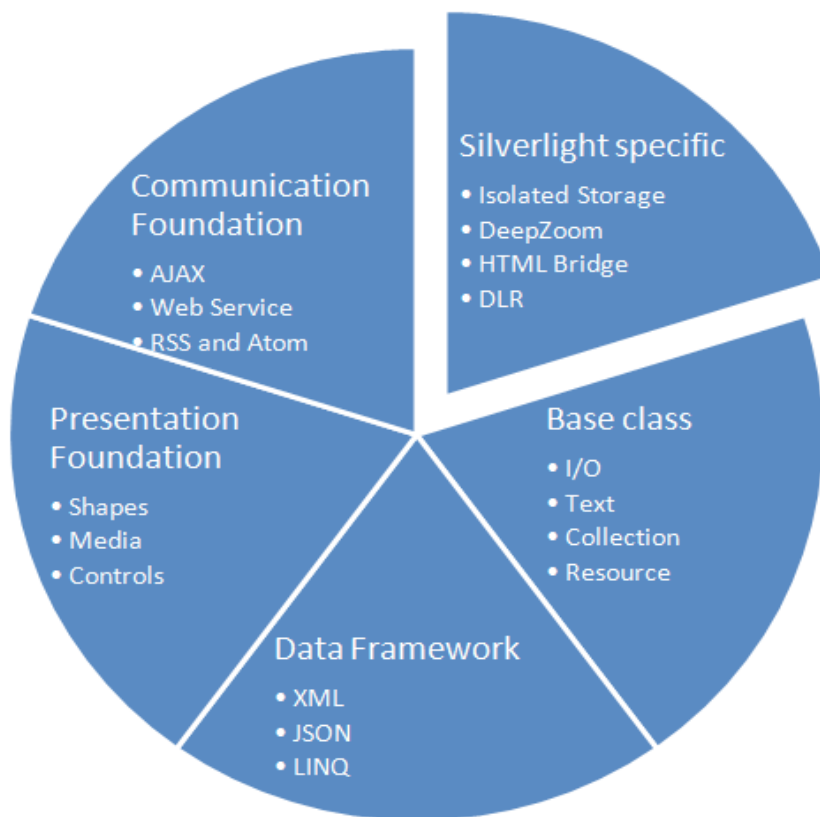 Silverlight specific
• Isolated Storage
• DeepZoom
• HTML Bridge
• DLR
Base class
• I/O
• Text
• Collection
• Resource
Data Framework
• XML
• JSON
• LINQ
Presentation
Foundation
• Shapes
• Media
• Controls
Communication
Foundation
• AJAX
• Web Service
• RSS and Atom